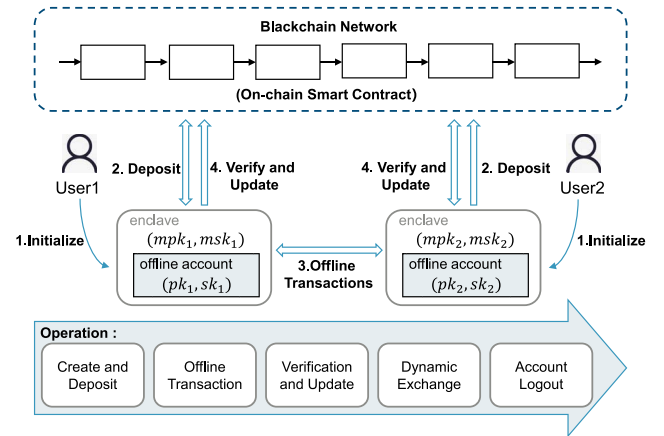 Blockchain Network
(On-chain Smart Contract)
User1
2. Deposit
4. Verify and
Update
4. Verify and
Update
2. Deposit
User2
1.Initialize
enclave
(mpk₁, msk₁)
offline account
(pk₁, sk₁)
3.Offline
Transactions
enclave
(mpk₂, msk₂)
offline account
(pk₂, sk₂)
1.Initialize
Operation :
Create and
Deposit
Offline
Transaction
Verification
and Update
Dynamic
Exchange
Account
Logout